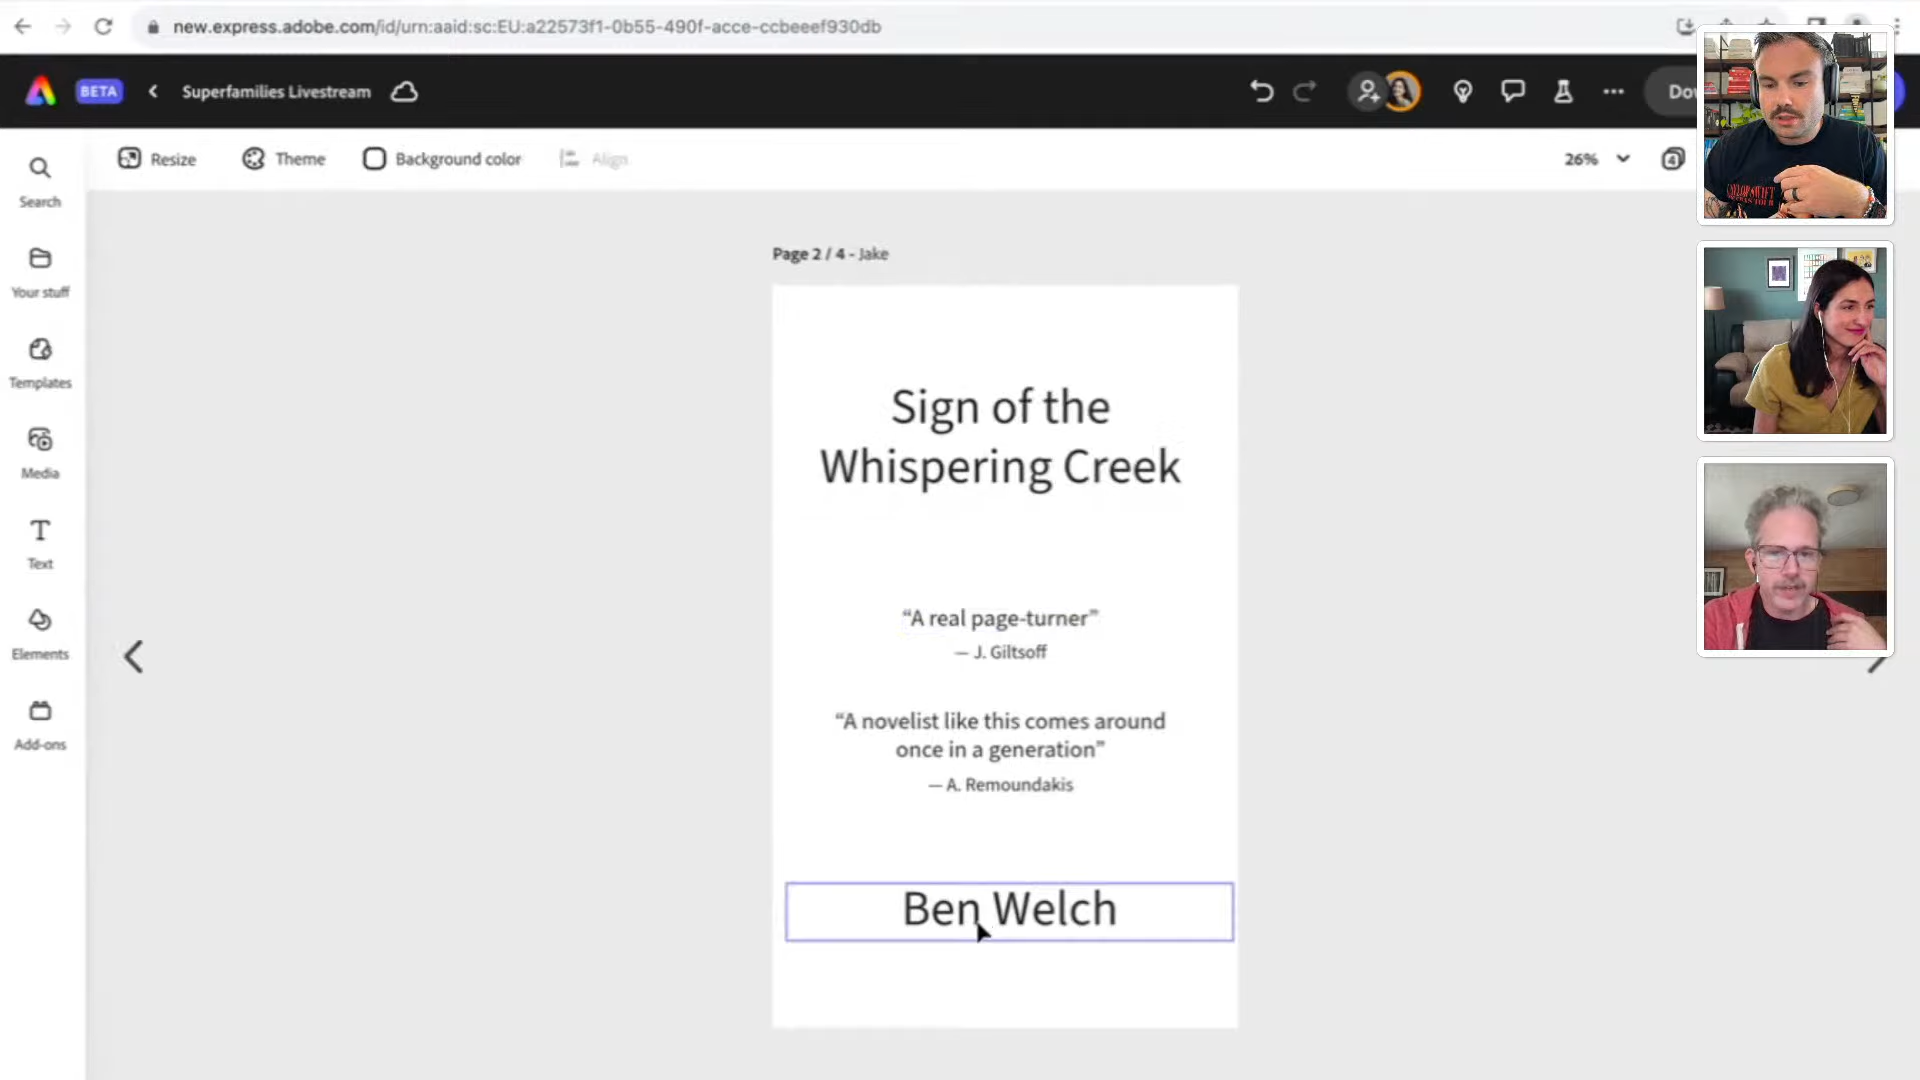 new.express.adobe.com/id/urn:aaid:sc:EU:a22573f1-0b55-490f-acce-ccbeeef930db
BETA
Superfamilies Livestream
Resize
Theme
Background color
Align
26%
4
Search
Your stuff
Templates
Media
Text
Elements
Add-ons
Page 2 / 4 - Jake
Sign of the
Whispering Creek
“A real page-turner”
— J. Giltsoff
“A novelist like this comes around
once in a generation”
— A. Remoundakis
Ben Welch